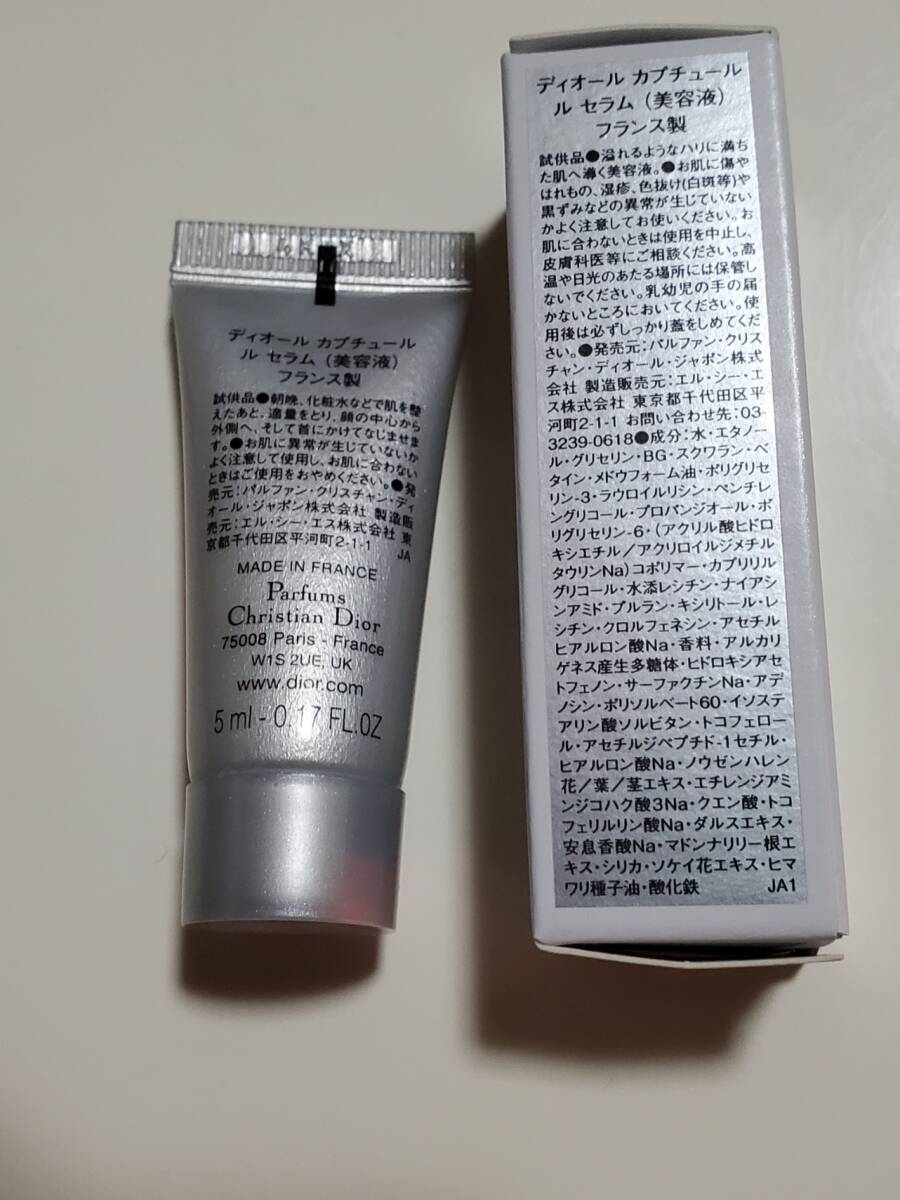 ディオール カプチュール
ル セラム (美容液)
フランス製
試供品●朝晩、化粧水などで肌を整
えたあと、適量をとり、顔の中心から
外側へ、そして首にかけてなじませま
す。●お肌に異常が生じていないか
よく注意して使用し、お肌に合わない
ときはご使用をおやめください。●発
売元:パルファン・クリスチャン・ディ
オール・ジャポン株式会社 製造販
売元:エル・シー・エス株式会社 東
京都千代田区平河町2-1-1 JA
MADE IN FRANCE
Parfums
Christian Dior
75008 Paris - France
W1S 2UE, UK
www.dior.com
5 ml - 0.17 FL.OZ
ディオール カプチュール
ル セラム (美容液)
フランス製
試供品●溢れるようなハリに満ち
た肌へ導く美容液。●お肌に傷や
はれもの、湿疹、色抜け(白斑等)や
黒ずみなどの異常が生じていない
かよく注意してお使いください。お
肌に合わないときは使用を中止し、
皮膚科医等にご相談ください。高
温や日光のあたる場所には保管し
ないでください。乳幼児の手の届
かないところにおいてください。使
用後は必ずしっかり蓋をしめてくだ
さい。●発売元:パルファン・クリス
チャン・ディオール・ジャポン株式
会社 製造販売元:エル・シー・エ
ス株式会社 東京都千代田区平
河町2-1-1 お問い合わせ先:03-
3239-0618●成分:水・エタノー
ル・グリセリン・BG・スクワラン・ベ
タイン・メドウフォーム油・ポリグリセ
リン-3・ラウロイルリシン・ペンチレ
ングリコール・プロパンジオール・ポ
リグリセリン-6・(アクリル酸ヒドロ
キシエチル/アクリロイルジメチル
タウリンNa)コポリマー・カプリリル
グリコール・水添レシチン・ナイアシ
ンアミド・プルラン・キシリトール・レ
シチン・クロルフェネシン・アセチル
ヒアルロン酸Na・香料・アルカリ
ゲネス産生多糖体・ヒドロキシアセ
トフェノン・サーファクチンNa・アデ
ノシン・ポリソルベート60・イソステ
アリン酸ソルビタン・トコフェロー
ル・アセチルジペプチド-1セチル・
ヒアルロン酸Na・ノウゼンハレン
花/葉/茎エキス・エチレンジアミ
ンジコハク酸3Na・クエン酸・トコ
フェリルリン酸Na・ダルスエキス・
安息香酸Na・マドンナリリー根エ
キス・シリカ・ソケイ花エキス・ヒマ
ワリ種子油・酸化鉄 JA1